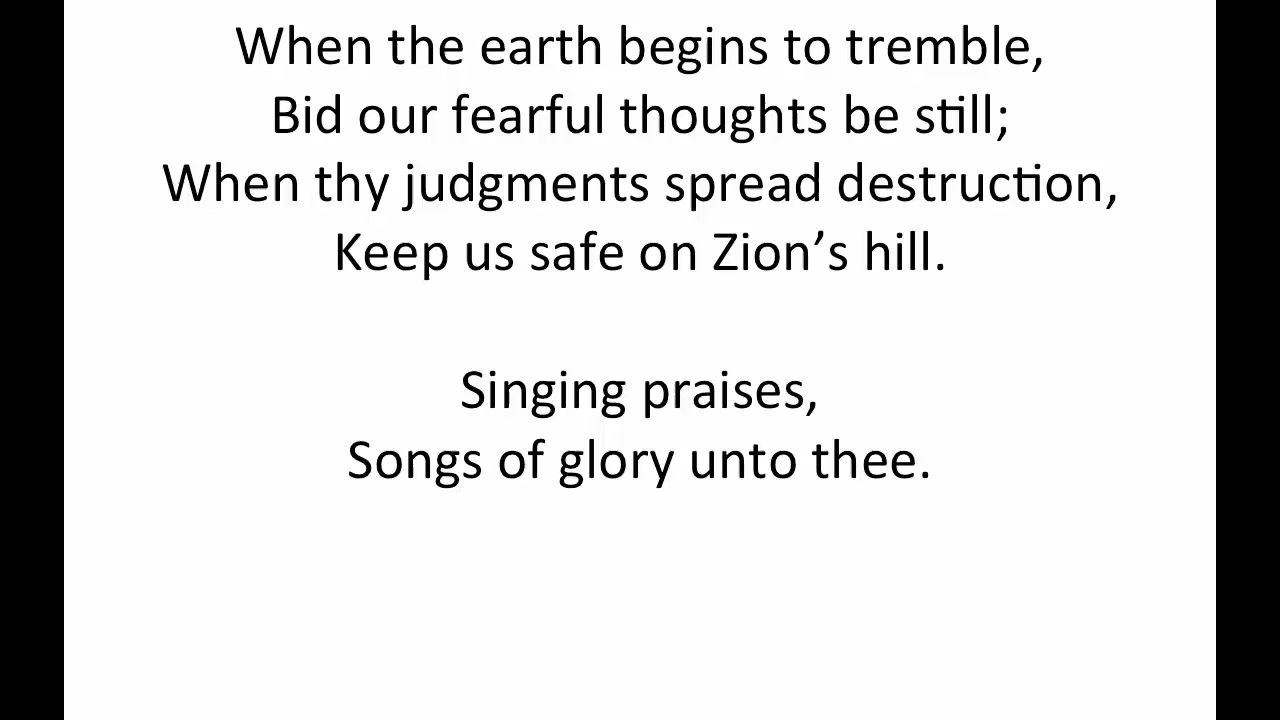 When the earth begins to tremble,
Bid our fearful thoughts be still;
When thy judgments spread destruction,
Keep us safe on Zion’s hill.
Singing praises,
Songs of glory unto thee.